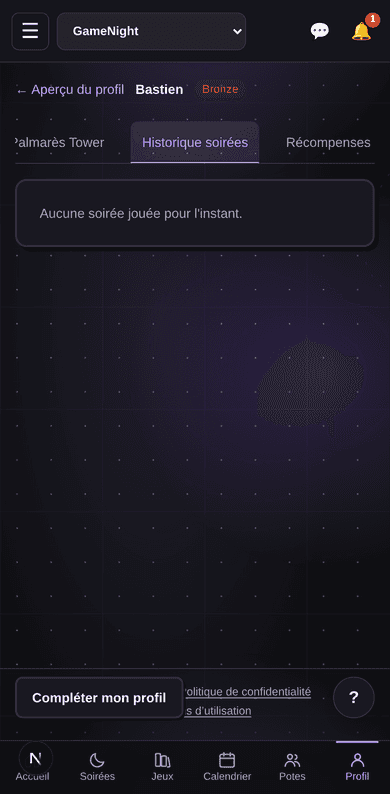 GameNight
1
← Aperçu du profil Bastien Bronze
Palmarès Tower Historique soirées Récompenses
Aucune soirée jouée pour l'instant.
Compléter mon profil
olitique de confidentialité
s d'utilisation
?
N
Accueil Soirées Jeux Calendrier Potes Profil